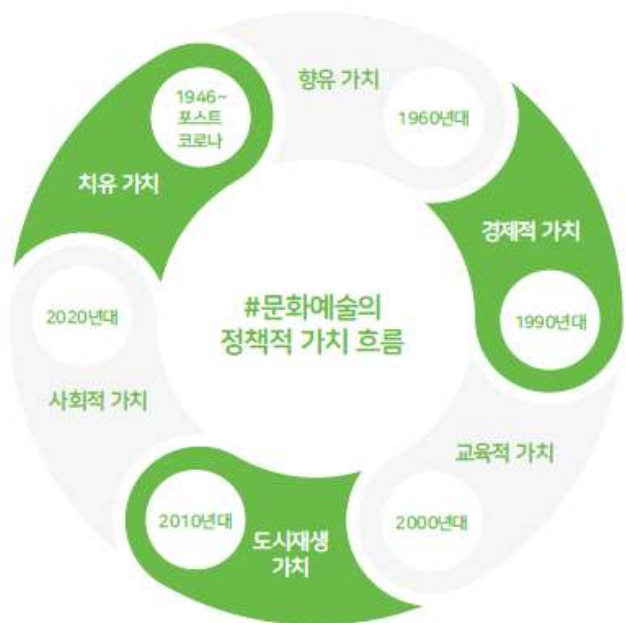 #문화예술의
정책적 가치 흐름
향유 가치
1960년대
경제적 가치
1990년대
교육적 가치
2000년대
도시재생
가치
2010년대
사회적 가치
2020년대
치유 가치
1946~
포스트
코로나